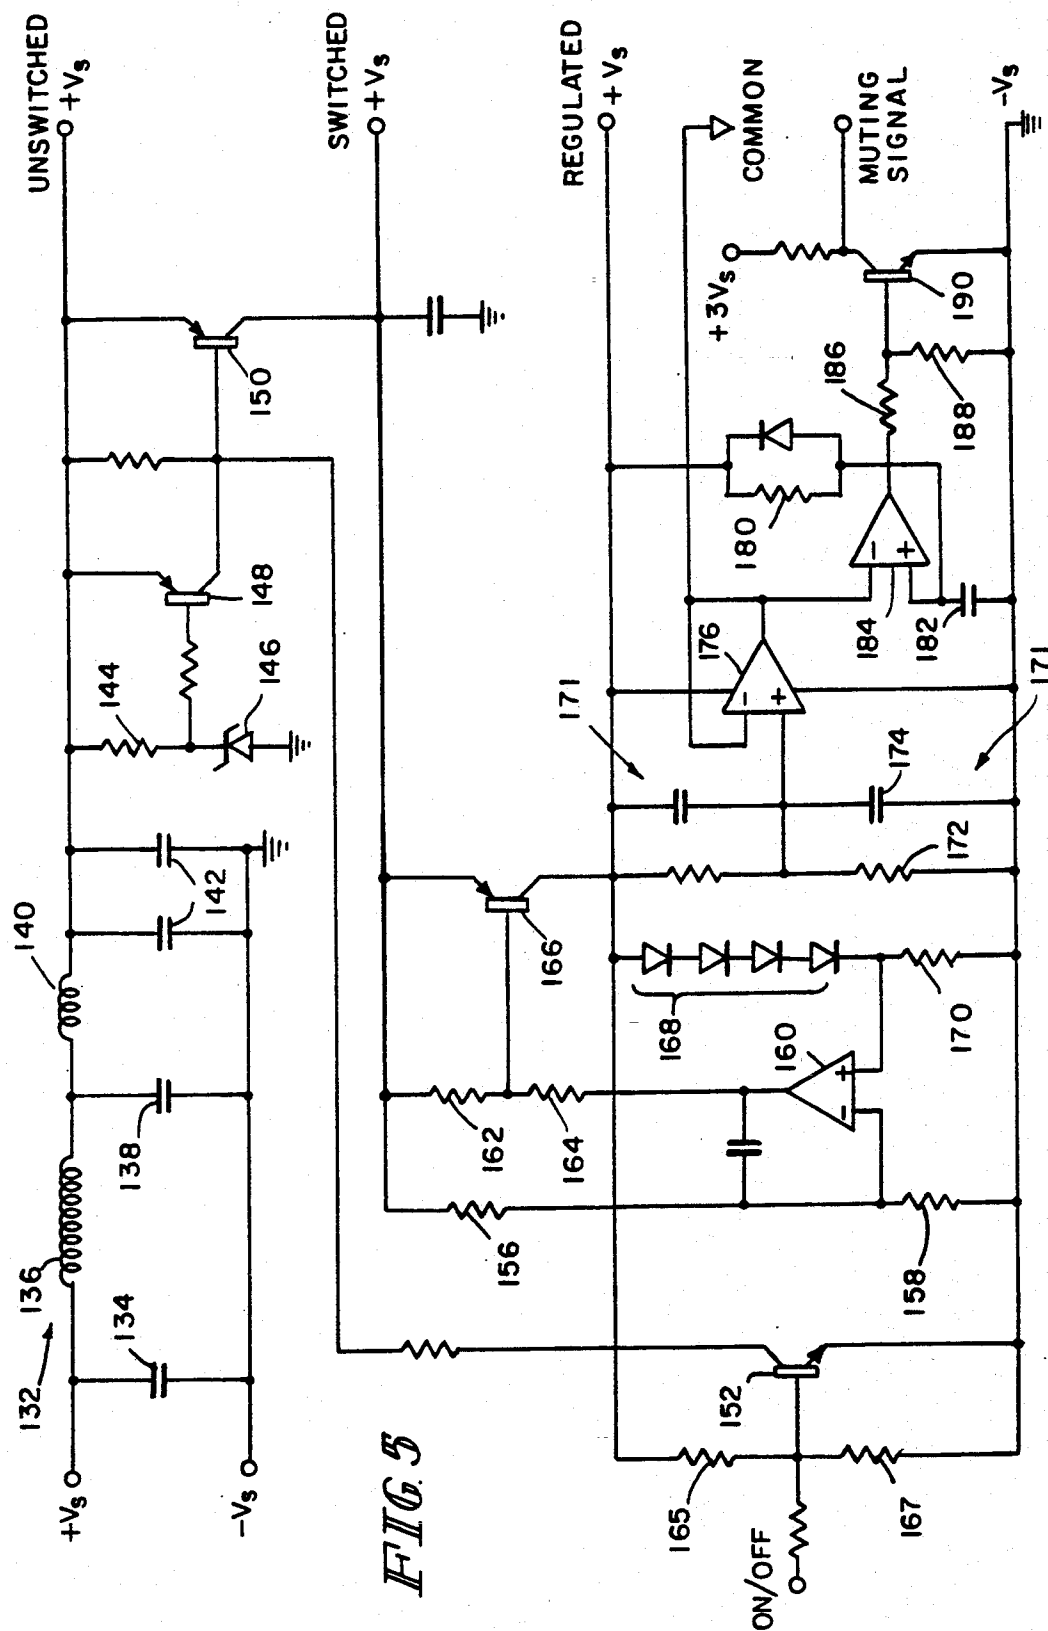 UNSWITCHED
+Vs
SWITCHED
+Vs
REGULATED
+Vs
COMMON
MUTING
SIGNAL
-Vs
+3Vs
132
134
136
138
140
142
144
146
148
150
152
156
158
160
162
164
165
166
167
168
170
171
171
172
174
176
180
182
184
186
188
190
+Vs
-Vs
ON/OFF
FIG. 5
-
+
-
+
-
+